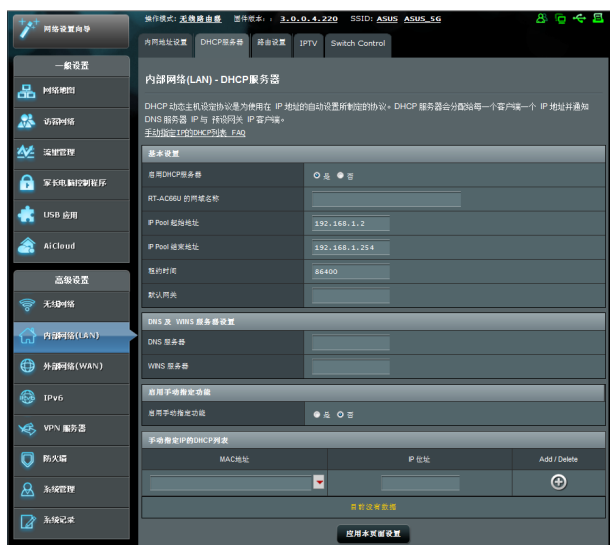 操作模式: 无线路由器 固件版本: : 3.0.0.4.220 SSID: ASUS ASUS_5G
网络设置向导
内网地址设置 DHCP服务器 路由设置 IPTV Switch Control
一般设置
网络地图
访客网络
流量管理
家长电脑控制程序
USB 应用
AiCloud
高级设置
无线网络
内部网络(LAN)
外部网络(WAN)
IPv6
VPN 服务器
防火墙
系统管理
系统记录
内部网络(LAN) - DHCP服务器
DHCP 动态主机设定协议是为使用在 IP 地址的自动设置所制定的协议。DHCP 服务器会分配给每一个客户端一个 IP 地址并通知
DNS 服务器 IP 与 预设网关 IP 客户端。
手动指定IP的DHCP列表 FAQ
基本设置
启用DHCP服务器 是 否
RT-AC66U 的网域名称
IP Pool 起始地址 192.168.1.2
IP Pool 结束地址 192.168.1.254
租约时间 86400
默认网关
DNS 及 WINS 服务器设置
DNS 服务器
WINS 服务器
启用手动指定功能
启用手动指定功能 是 否
手动指定IP的DHCP列表
MAC地址 IP 位址 Add / Delete
目前没有数据
应用本页面设置